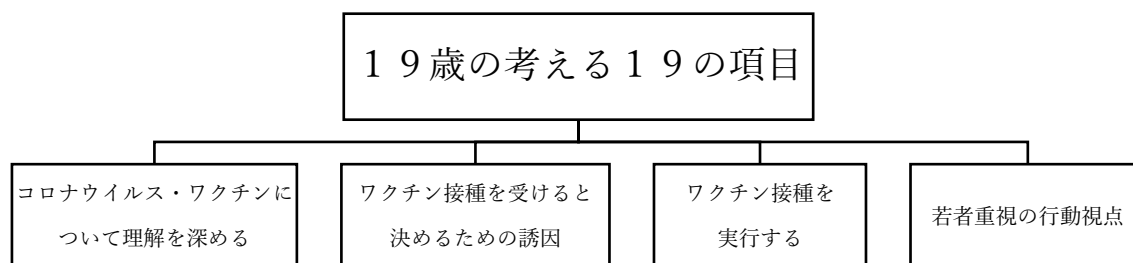 １９歳の考える１９の項目
コロナウイルス・ワクチンに
ついて理解を深める
ワクチン接種を受けると
決めるための誘因
ワクチン接種を
実行する
若者重視の行動視点